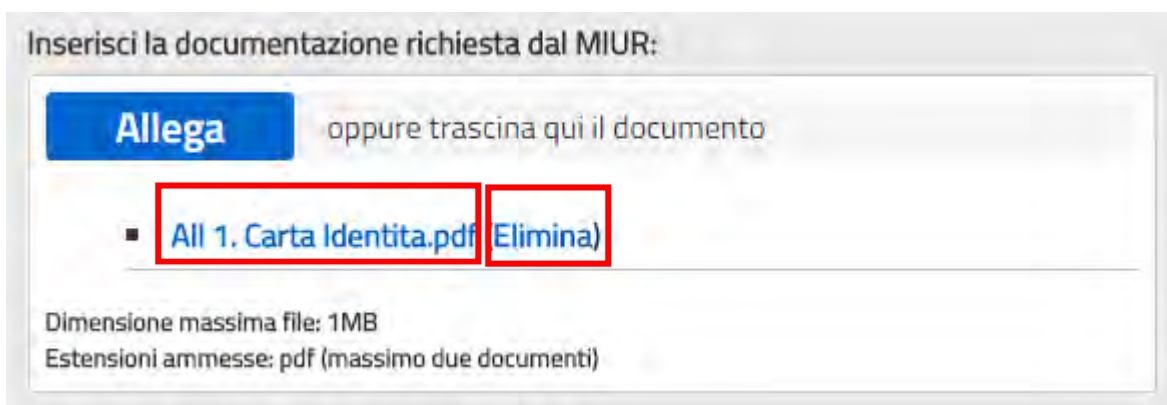 Inserisci la documentazione richiesta dal MIUR:
Allega oppure trascina qui il documento
▪ All 1. Carta Identita.pdf (Elimina)
Dimensione massima file: 1MB
Estensioni ammesse: pdf (massimo due documenti)